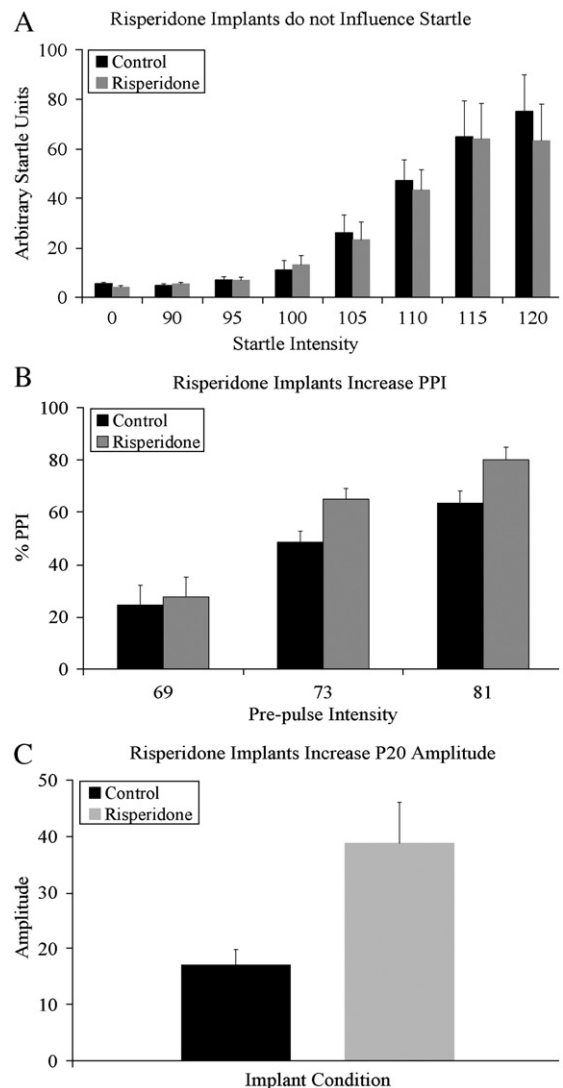 A
Risperidone Implants do not Influence Startle
Control
Risperidone
Arbitrary Startle Units
100
80
60
40
20
0
0 90 95 100 105 110 115 120
Startle Intensity
B
Risperidone Implants Increase PPI
Control
Risperidone
% PPI
100
80
60
40
20
0
69 73 81
Pre-pulse Intensity
C
Risperidone Implants Increase P20 Amplitude
Control
Risperidone
Amplitude
50
40
30
20
10
0
Implant Condition